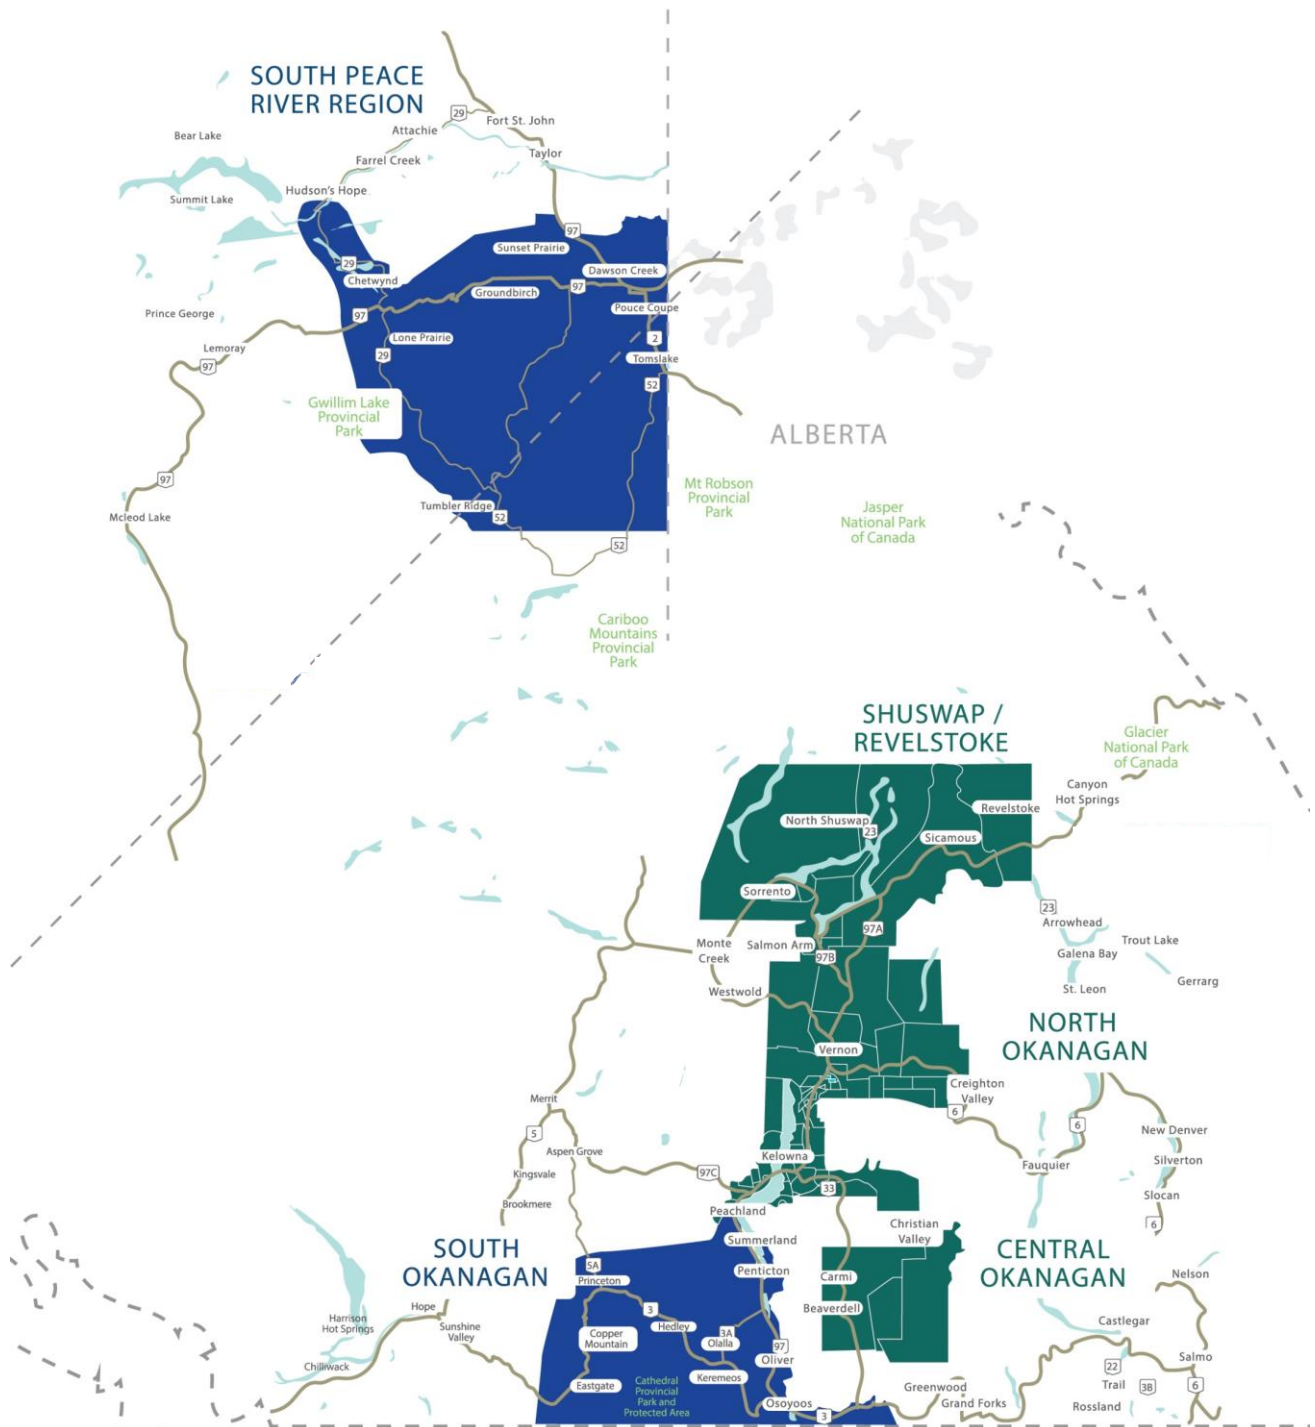 SOUTH PEACE
RIVER REGION
29
Fort St. John
Attachie
Bear Lake
Taylor
Farrel Creek
Hudson's Hope
Summit Lake
97
Sunset Prairie
29
Dawson Creek
Chetwynd
97
Groundbirch
Pouce Coupe
Prince George
97
Lone Prairie
2
Lemoray
29
Tomslake
97
52
Gwillim Lake
Provincial
Park
ALBERTA
97
Mt Robson
Provincial
Park
Tumbler Ridge
Jasper
National Park
of Canada
Mcleod Lake
52
52
Cariboo
Mountains
Provincial
Park
SHUSWAP /
REVELSTOKE
Glacier
National Park
of Canada
Canyon
Hot Springs
Revelstoke
North Shuswap
23
Sicamous
Sorrento
23
Arrowhead
97A
Monte
Creek
Salmon Arm
Trout Lake
97B
Galena Bay
Gerrarg
Westwold
St. Leon
NORTH
OKANAGAN
Vernon
Creighton
Valley
Merrit
6
6
5
New Denver
Aspen Grove
Kelowna
Silverton
Kingsvale
97C
Fauquier
33
Slocan
Brookmere
Peachland
Christian
Valley
6
SOUTH
OKANAGAN
Summerland
CENTRAL
OKANAGAN
5A
Penticton
Princeton
Carmi
Nelson
Hope
3
Beaverdell
Harrison
Hot Springs
Sunshine
Valley
Hedley
Castlegar
Copper
Mountain
3A
Olalla
97
Oliver
Salmo
Chilliwack
22
Keremeos
Trail
3B
6
Eastgate
Cathedral
Provincial
Park and
Protected Area
Greenwood
Grand Forks
Osoyoos
3
Rossland